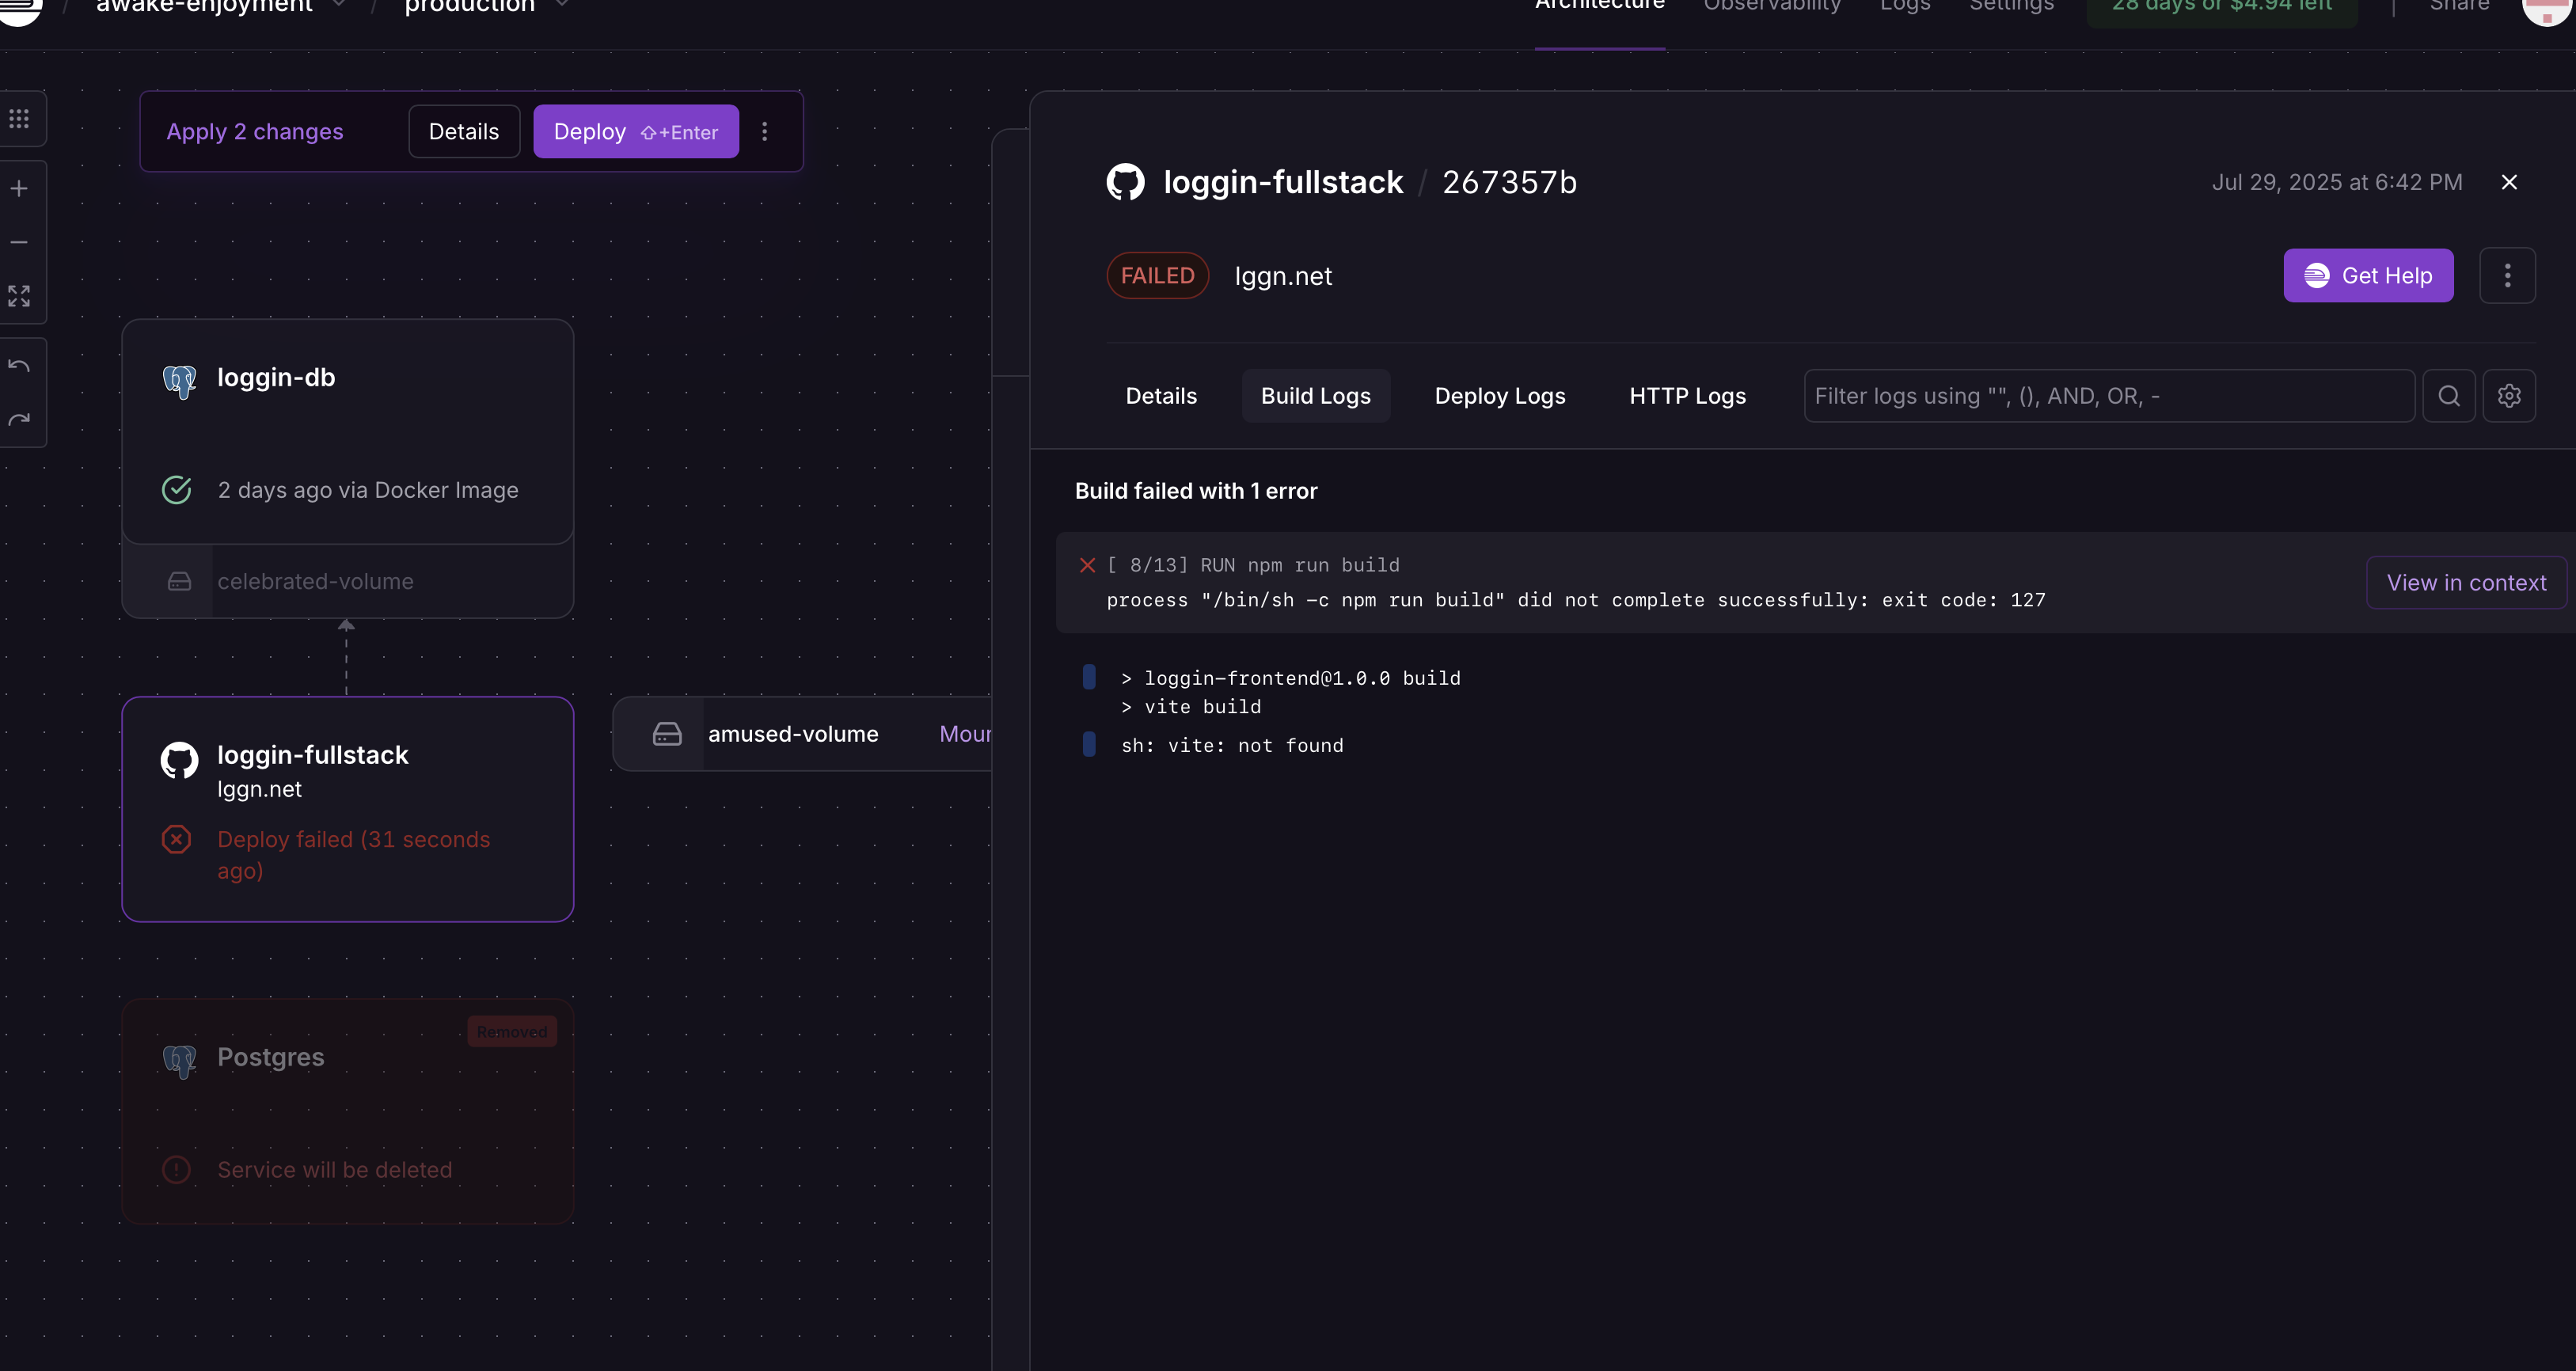 / awake-enjoyment / production
Architecture Observability Logs Settings 28 days or $4.94 left | Share
Apply 2 changes Details Deploy ⇧+Enter
loggin-db
2 days ago via Docker Image
celebrated-volume
loggin-fullstack
lggn.net
Deploy failed (31 seconds
ago)
amused-volume Moun
Removed
Postgres
Service will be deleted
loggin-fullstack / 267357b Jul 29, 2025 at 6:42 PM
FAILED lggn.net Get Help
Details Build Logs Deploy Logs HTTP Logs Filter logs using "", (), AND, OR, -
Build failed with 1 error
[ 8/13] RUN npm run build
process "/bin/sh -c npm run build" did not complete successfully: exit code: 127
View in context
> loggin-frontend@1.0.0 build
> vite build
sh: vite: not found